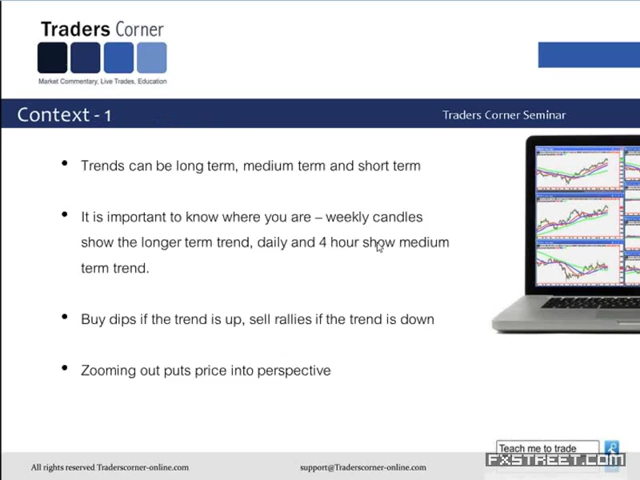 Traders Corner
Market Commentary, Live Trades, Education
Context - 1
Traders Corner Seminar
• Trends can be long term, medium term and short term
• It is important to know where you are – weekly candles
show the longer term trend, daily and 4 hour show medium
term trend.
• Buy dips if the trend is up, sell rallies if the trend is down
• Zooming out puts price into perspective
Teach me to trade
FXSTREET.COM
All rights reserved Traderscorner-online.com
support@Traderscorner-online.com